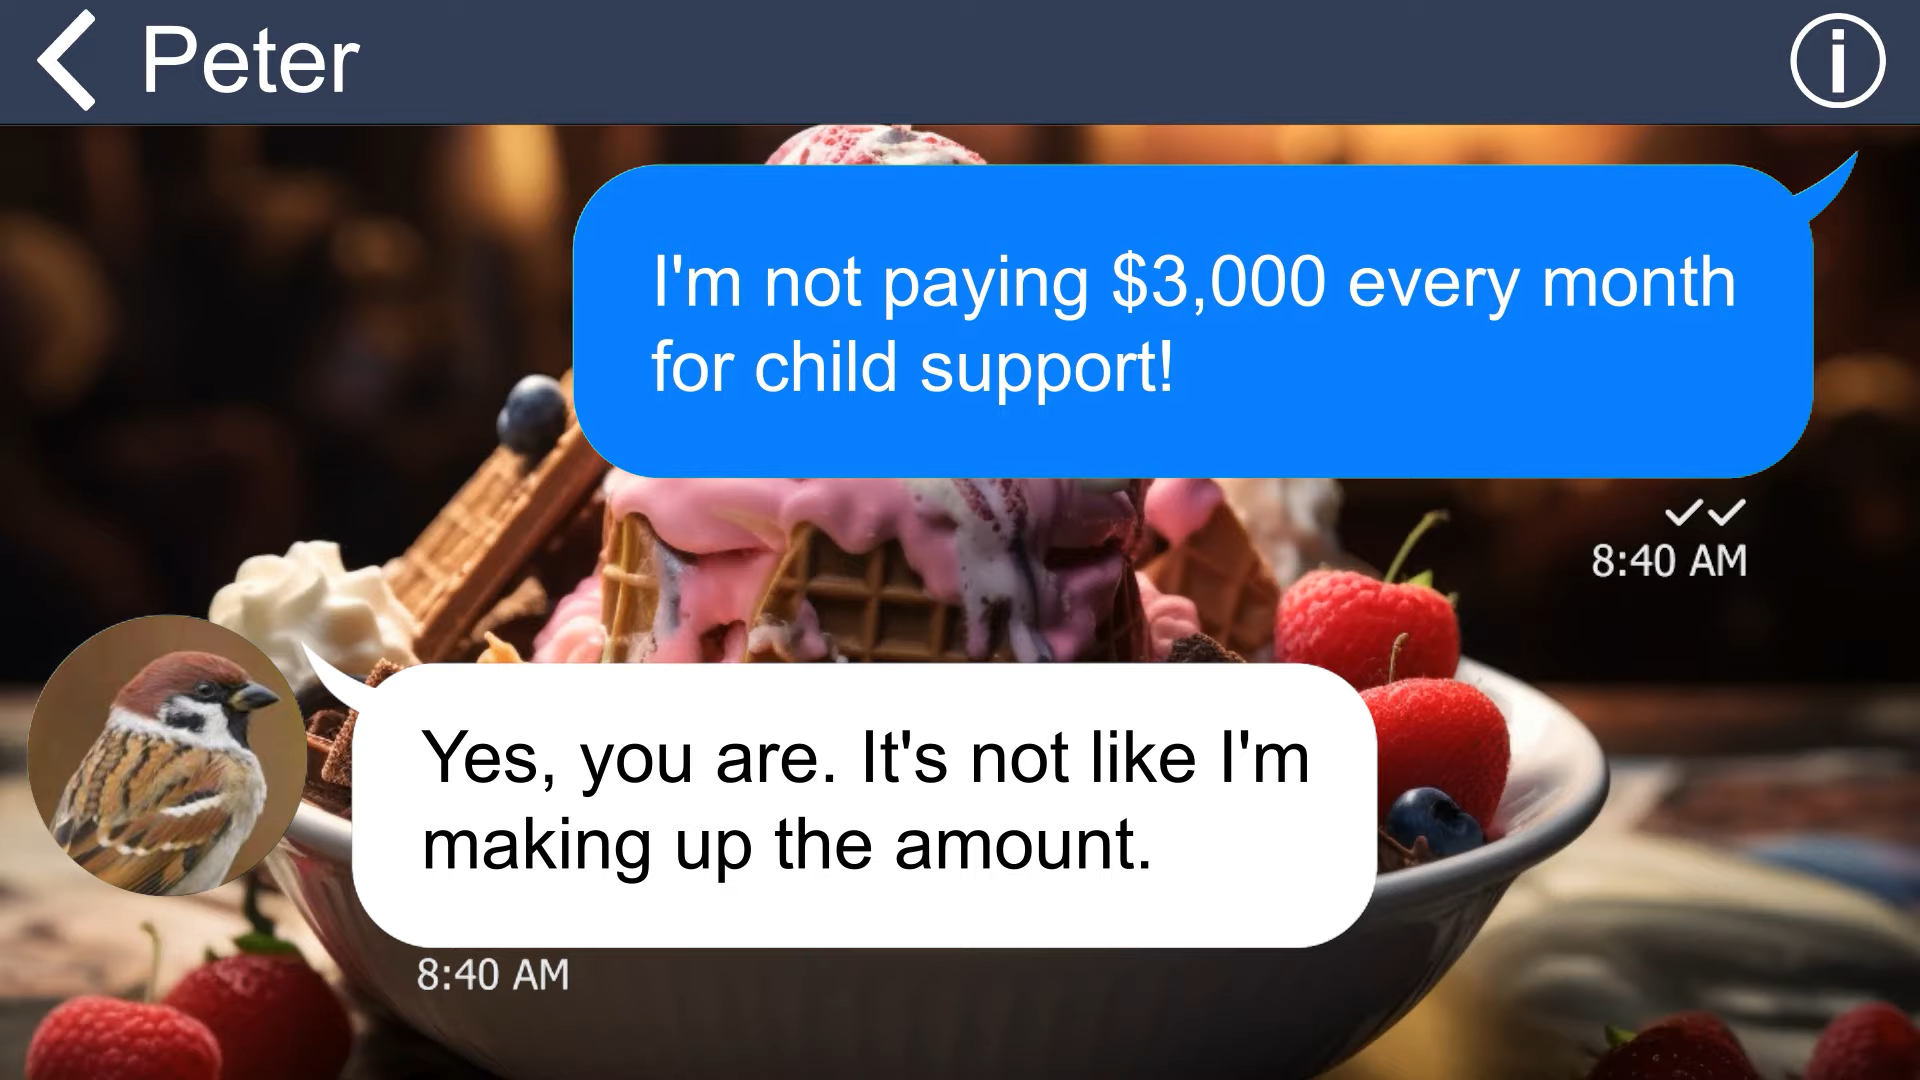 Peter
I'm not paying $3,000 every month
for child support!
8:40 AM
Yes, you are. It's not like I'm
making up the amount.
8:40 AM